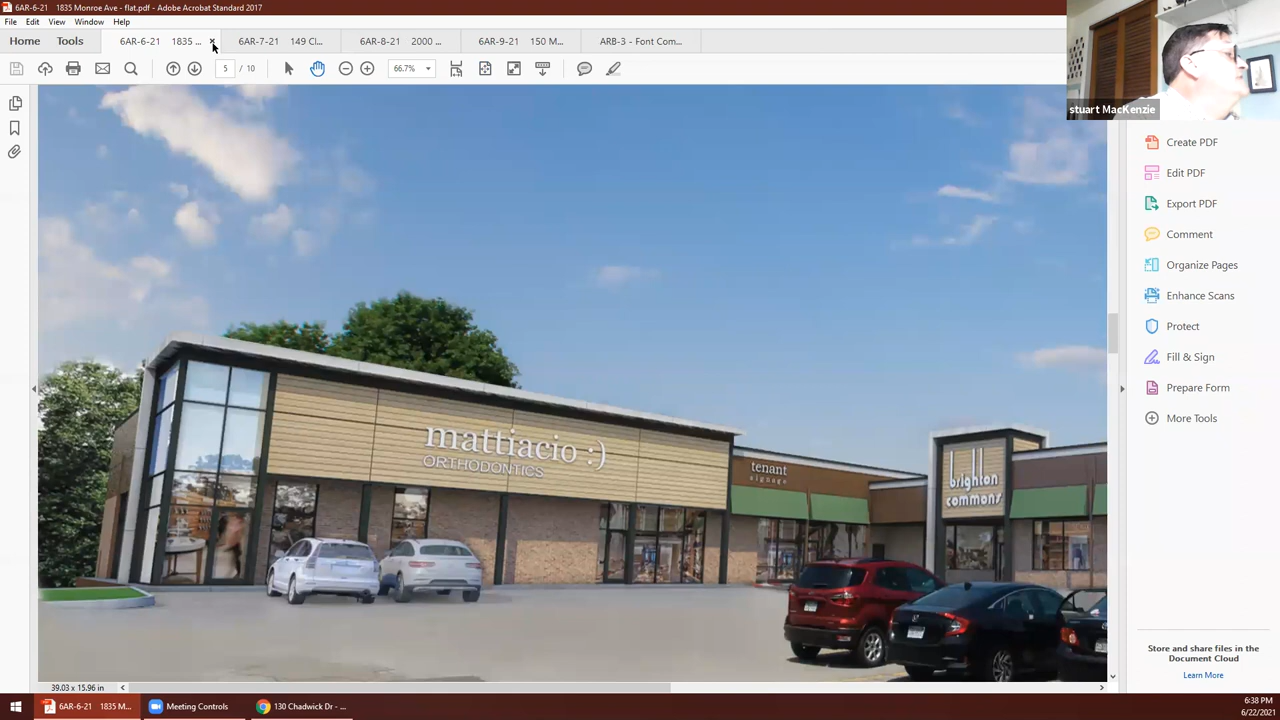 6AR-6-21 1835 Monroe Ave - flat.pdf - Adobe Acrobat Standard 2017
File Edit View Window Help
Home Tools 6AR-6-21 1835 ... × 6AR-7-21 149 Cl... 6AR-8-21 2000 ... 6AR-9-21 150 M... ARB-3 - Font Com...
5 / 10 66.7%
stuart MacKenzie
Create PDF
Edit PDF
Export PDF
Comment
Organize Pages
Enhance Scans
Protect
Fill & Sign
Prepare Form
More Tools
mattiacio :)
ORTHODONTICS
tenant
signage
brighton
commons
Store and share files in the
Document Cloud
Learn More
39.03 x 15.96 in
6AR-6-21 1835 M... Meeting Controls 130 Chadwick Dr - ...
6:38 PM
6/22/2021